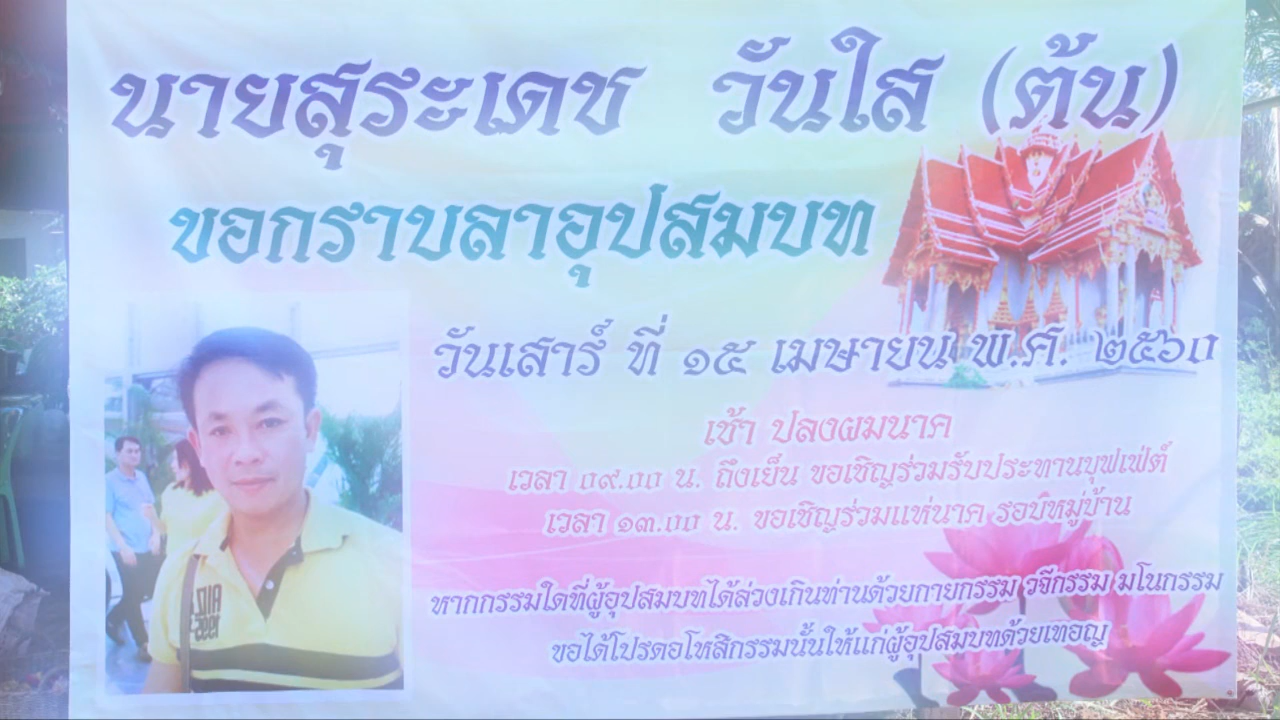 นายสุระเดช วันใส (ต้น)
ขอกราบลาอุปสมบท
วันเสาร์ ที่ ๑๕ เมษายน พ.ศ. ๒๕๖๐
เช้า ปลงผมนาค
เวลา ๐๙.๐๐ น. ถึงเย็น ขอเชิญร่วมรับประทานบุฟเฟ่ต์
เวลา ๑๓.๐๐ น. ขอเชิญร่วมแห่นาค หมู่บ้าน
หากกรรมใดที่ผู้อุปสมบทได้ล่วงเกินท่านด้วยกายกรรม วจีกรรม มโนกรรม
ขอได้โปรดอโหสิกรรมนั้นให้แก่ผู้อุปสมบทด้วยเทอญ